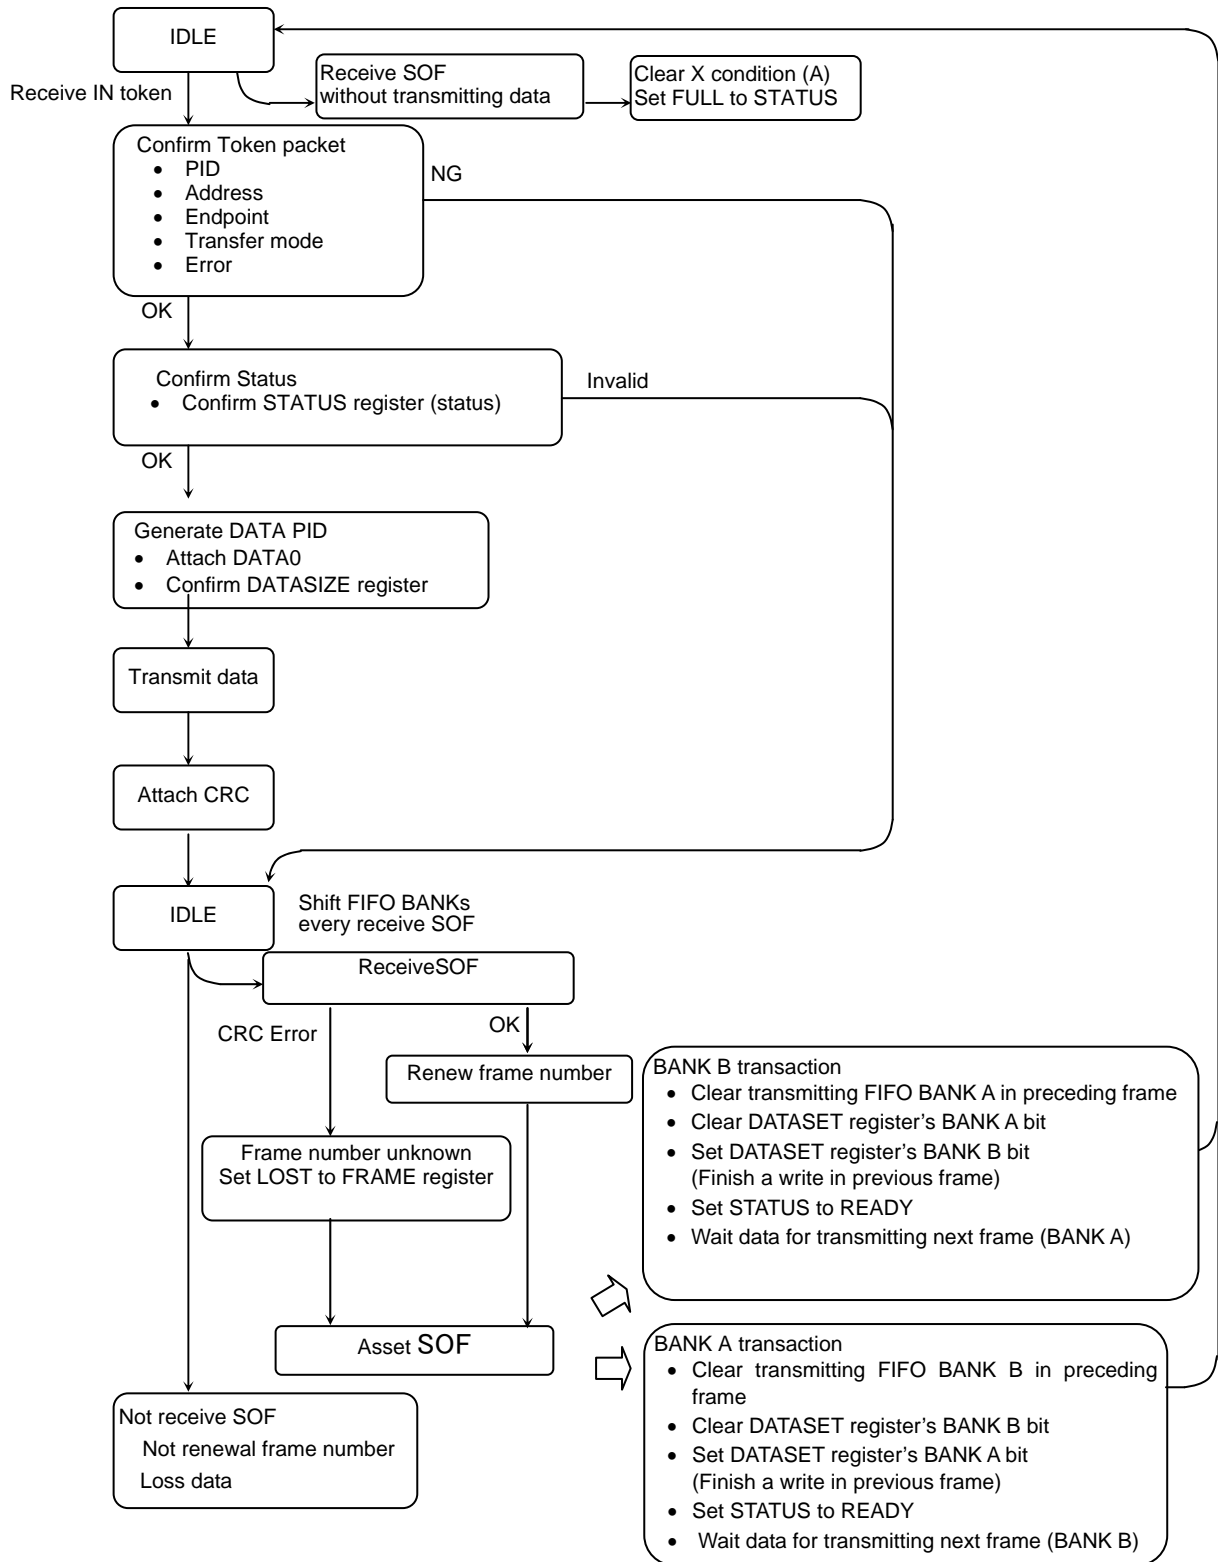 IDLE
Receive IN token
Receive SOF
without transmitting data
Clear X condition (A)
Set FULL to STATUS
Confirm Token packet
• PID
• Address
• Endpoint
• Transfer mode
• Error
NG
OK
Confirm Status
• Confirm STATUS register (status)
Invalid
OK
Generate DATA PID
• Attach DATA0
• Confirm DATASIZE register
Transmit data
Attach CRC
IDLE
Shift FIFO BANKs
every receive SOF
ReceiveSOF
CRC Error
OK
Renew frame number
Frame number unknown
Set LOST to FRAME register
Asset SOF
BANK B transaction
• Clear transmitting FIFO BANK A in preceding frame
• Clear DATASET register's BANK A bit
• Set DATASET register's BANK B bit
(Finish a write in previous frame)
• Set STATUS to READY
• Wait data for transmitting next frame (BANK A)
BANK A transaction
• Clear transmitting FIFO BANK B in preceding
frame
• Clear DATASET register's BANK B bit
• Set DATASET register's BANK A bit
(Finish a write in previous frame)
• Set STATUS to READY
• Wait data for transmitting next frame (BANK B)
Not receive SOF
Not renewal frame number
Loss data